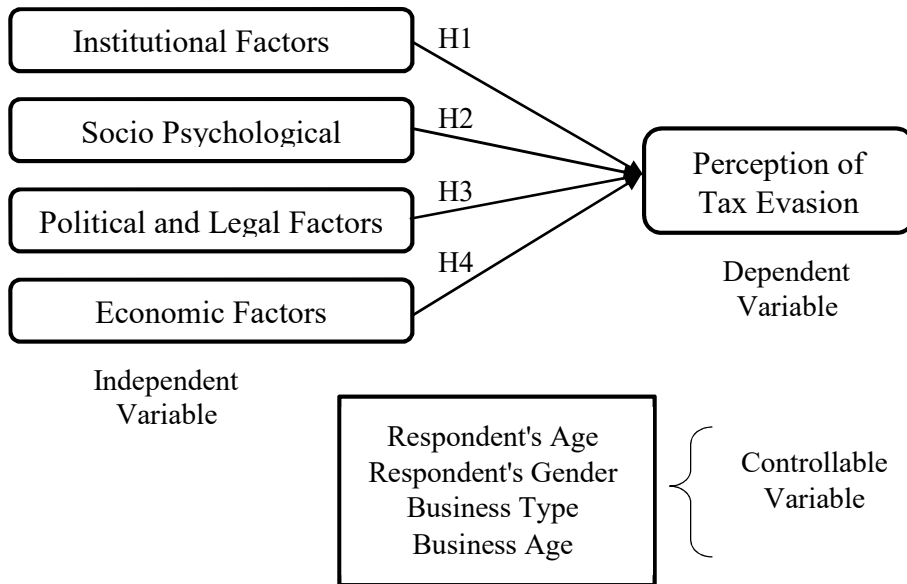 Institutional Factors
H1
Socio Psychological
H2
Political and Legal Factors
H3
Economic Factors
H4
Perception of
Tax Evasion
Dependent
Variable
Independent
Variable
Respondent's Age
Respondent's Gender
Business Type
Business Age
Controllable
Variable